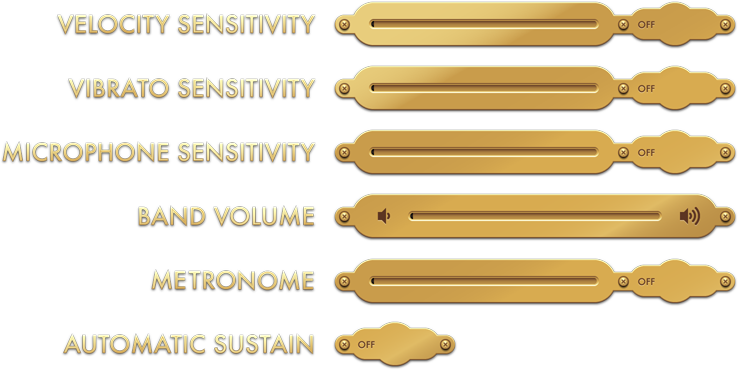 VELOCITY SENSITIVITY OFF
VIBRATO SENSITIVITY OFF
MICROPHONE SENSITIVITY OFF
BAND VOLUME
METRONOME OFF
AUTOMATIC SUSTAIN OFF